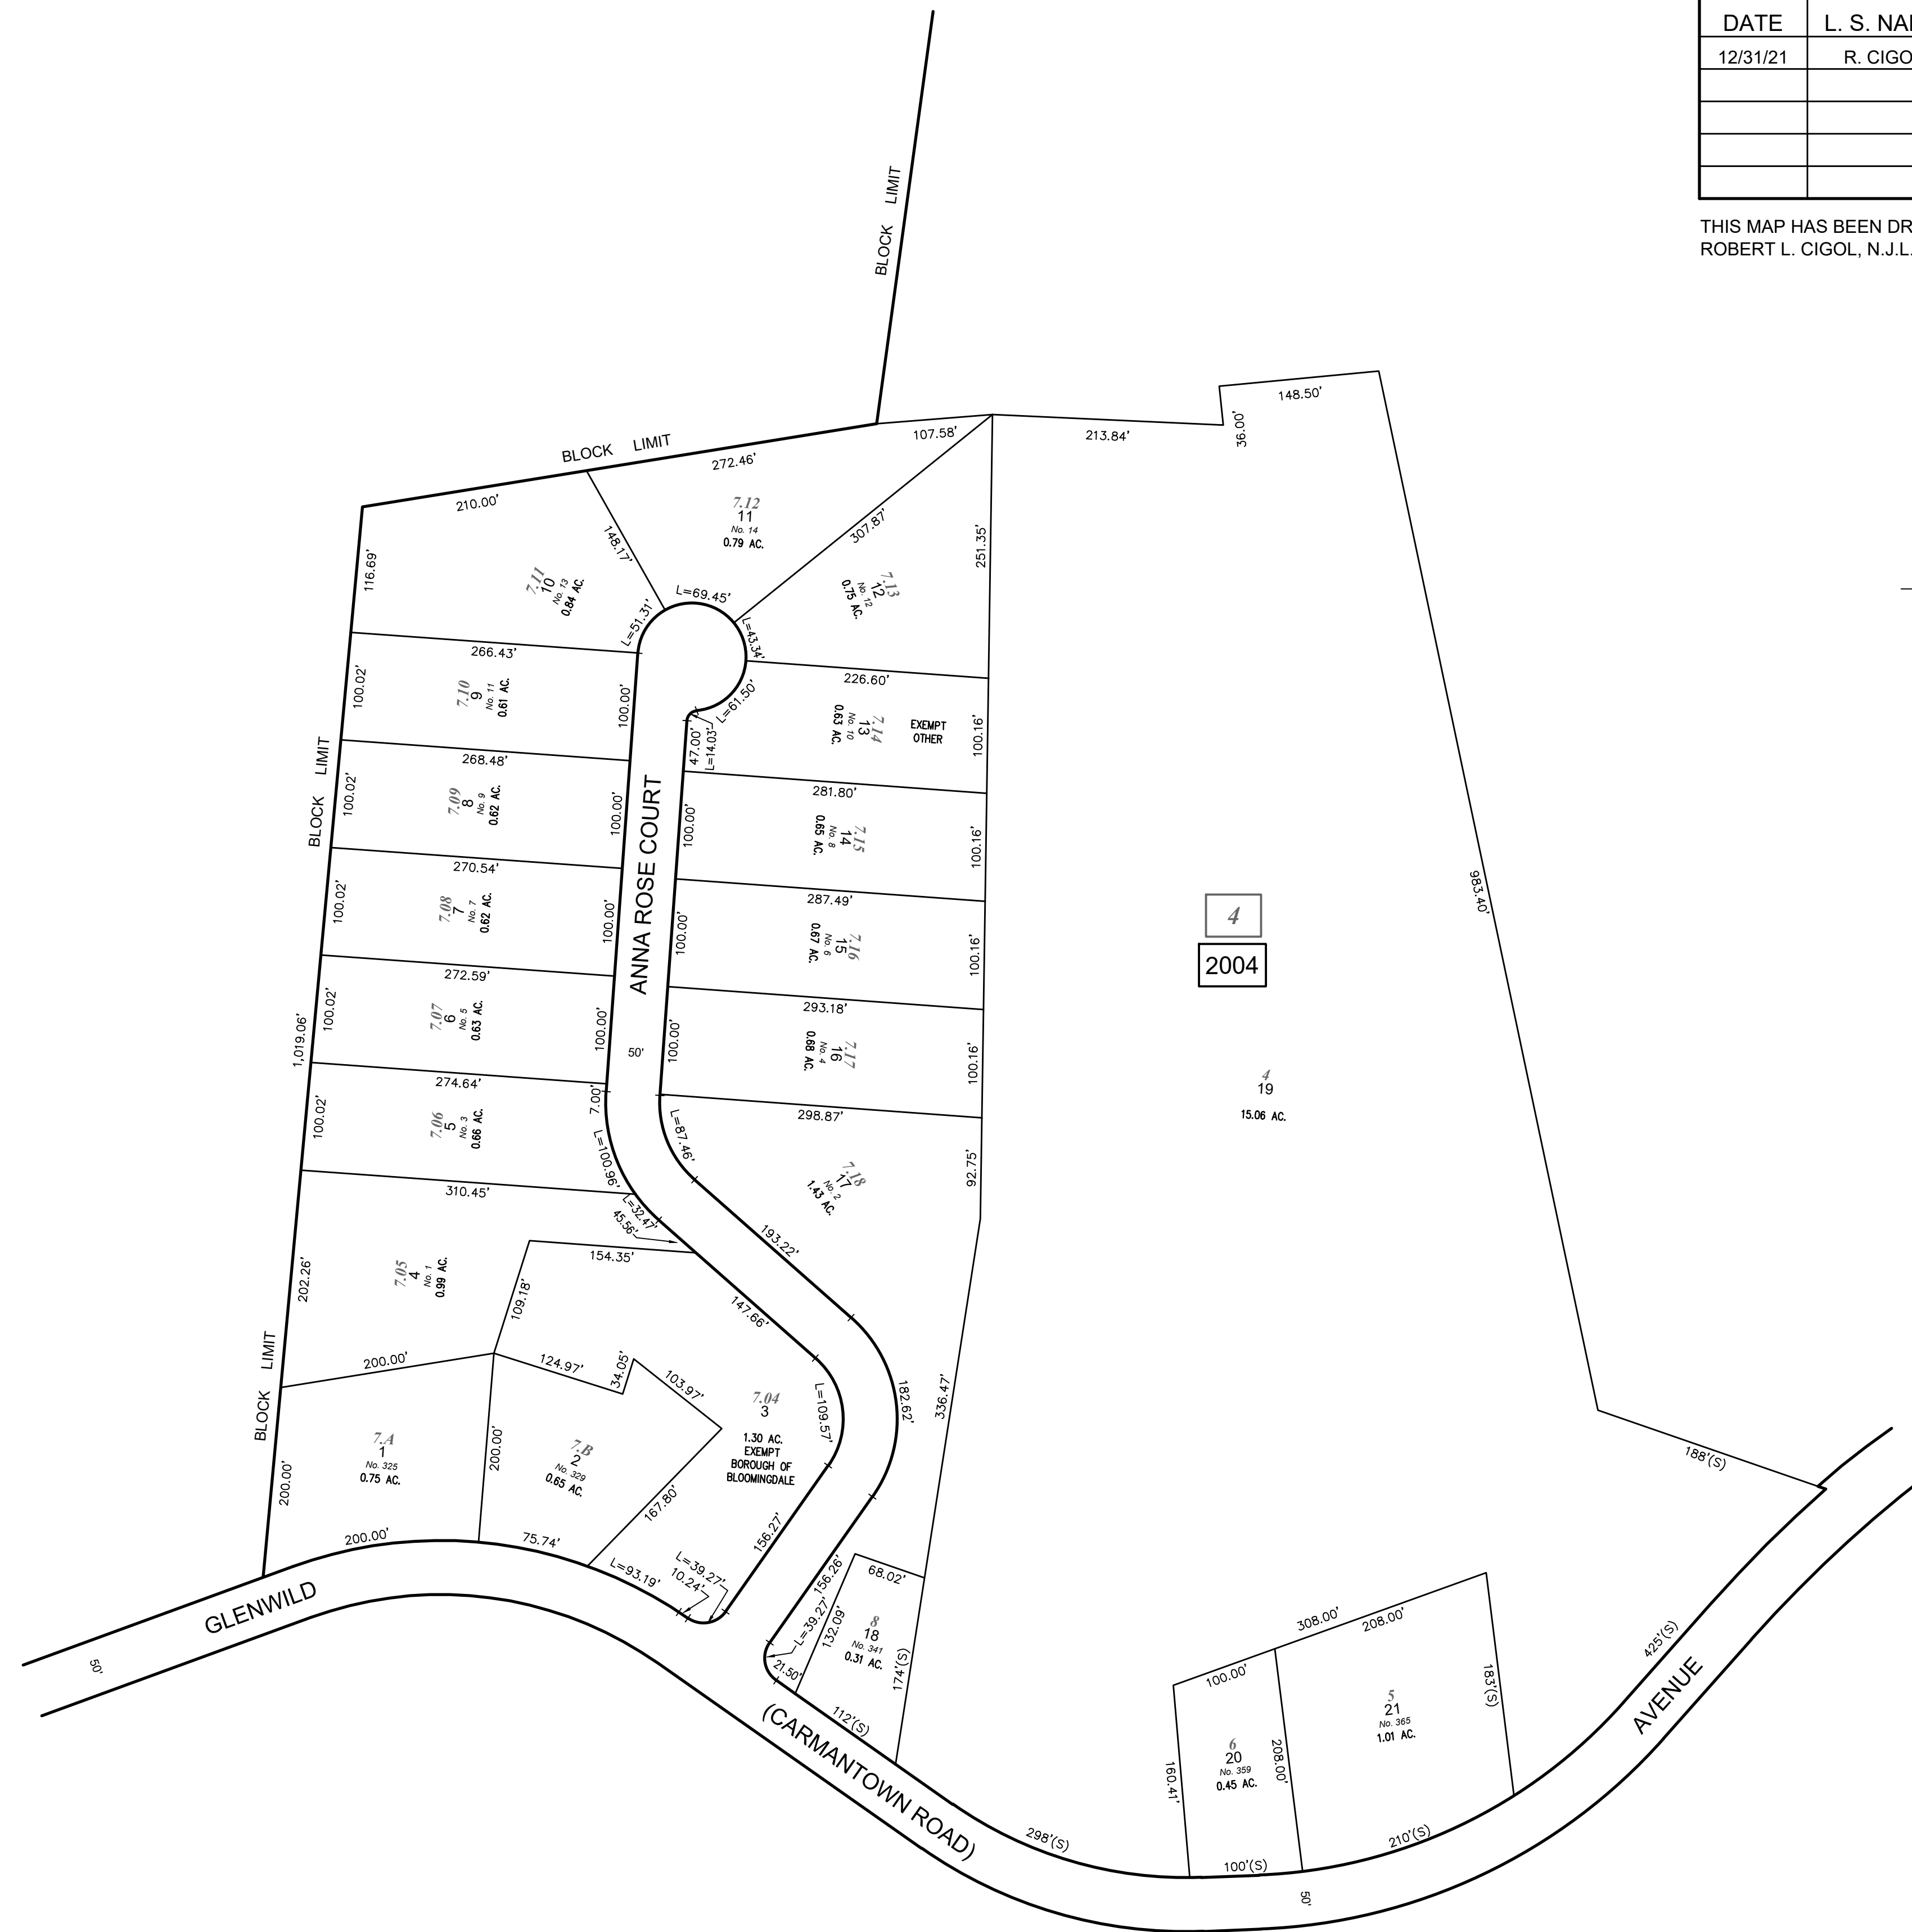 DATE
12/31/21
R. CIGO
THIS MAP HAS BEEN DR
ROBERT L. CIGOL, N.J.L.
BLOCK LIMIT
BLOCK LIMIT
148.50'
36.00'
213.84'
107.58'
272.46'
210.00'
7.12
11
No. 14
0.79 AC.
148.17'
307.87'
251.35'
116.69'
7.11
10
No. 13
0.84 AC.
7.13
12
No. 12
0.75 AC.
L=51.31'
L=69.45'
L=43.34'
L=61.50'
L=14.03'
47.00'
266.43'
100.02'
7.10
9
No. 11
0.61 AC.
100.00'
226.60'
7.14
13
No. 10
0.63 AC.
EXEMPT
OTHER
100.16'
268.48'
100.02'
7.09
8
No. 9
0.62 AC.
100.00'
BLOCK LIMIT
ANNA ROSE COURT
281.80'
100.00'
7.15
14
No. 8
0.65 AC.
100.16'
270.54'
100.02'
7.08
7
No. 7
0.62 AC.
100.00'
287.49'
100.00'
7.16
15
No. 6
0.67 AC.
100.16'
983.40'
4
2004
272.59'
100.02'
1,019.06'
7.07
6
No. 5
0.63 AC.
100.00'
50'
293.18'
100.00'
7.17
16
No. 4
0.68 AC.
100.16'
4
19
15.06 AC.
274.64'
100.02'
7.06
5
No. 3
0.66 AC.
7.00'
L=100.96'
L=87.46'
298.87'
92.75'
7.18
17
No. 2
1.43 AC.
310.45'
L=32.47'
45.56'
193.22'
202.26'
7.05
4
No. 1
0.99 AC.
154.35'
109.18'
147.66'
BLOCK LIMIT
200.00'
124.97'
34.05'
103.97'
7.04
3
1.30 AC.
EXEMPT
BOROUGH OF
BLOOMINGDALE
L=109.57'
182.62'
336.47'
200.00'
7.A
1
No. 325
0.75 AC.
200.00'
7.B
2
No. 329
0.65 AC.
167.80'
156.27'
188'(S)
200.00'
75.74'
L=93.19'
10.24'
L=39.27'
156.26'
68.02'
L=39.27'
132.09'
21.50'
8
18
No. 341
0.31 AC.
174'(S)
112'(S)
GLENWILD
50'
(CARMANTOWN ROAD)
AVENUE
308.00'
208.00'
100.00'
183'(S)
425'(S)
5
21
No. 365
1.01 AC.
6
20
No. 359
0.45 AC.
160.41'
208.00'
298'(S)
100'(S)
210'(S)
50'